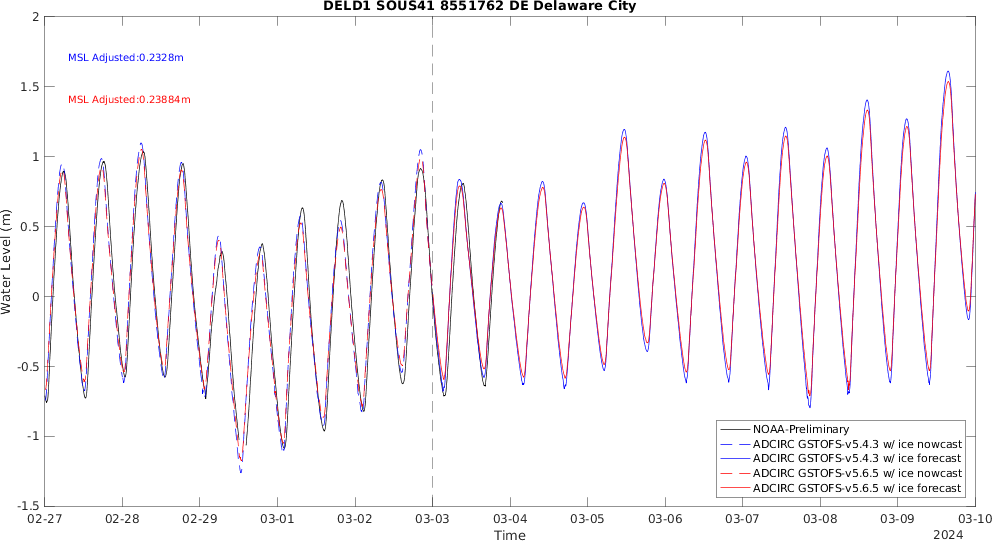 DELD1 SOUS41 8551762 DE Delaware City
MSL Adjusted:0.2328m
MSL Adjusted:0.23884m
Water Level (m)
2
1.5
1
0.5
0
-0.5
-1
-1.5
NOAA-Preliminary
ADCIRC GSTOFS-v5.4.3 w/ ice nowcast
ADCIRC GSTOFS-v5.4.3 w/ ice forecast
ADCIRC GSTOFS-v5.6.5 w/ ice nowcast
ADCIRC GSTOFS-v5.6.5 w/ ice forecast
02-27 02-28 02-29 03-01 03-02 03-03 03-04 03-05 03-06 03-07 03-08 03-09 03-10
Time
2024